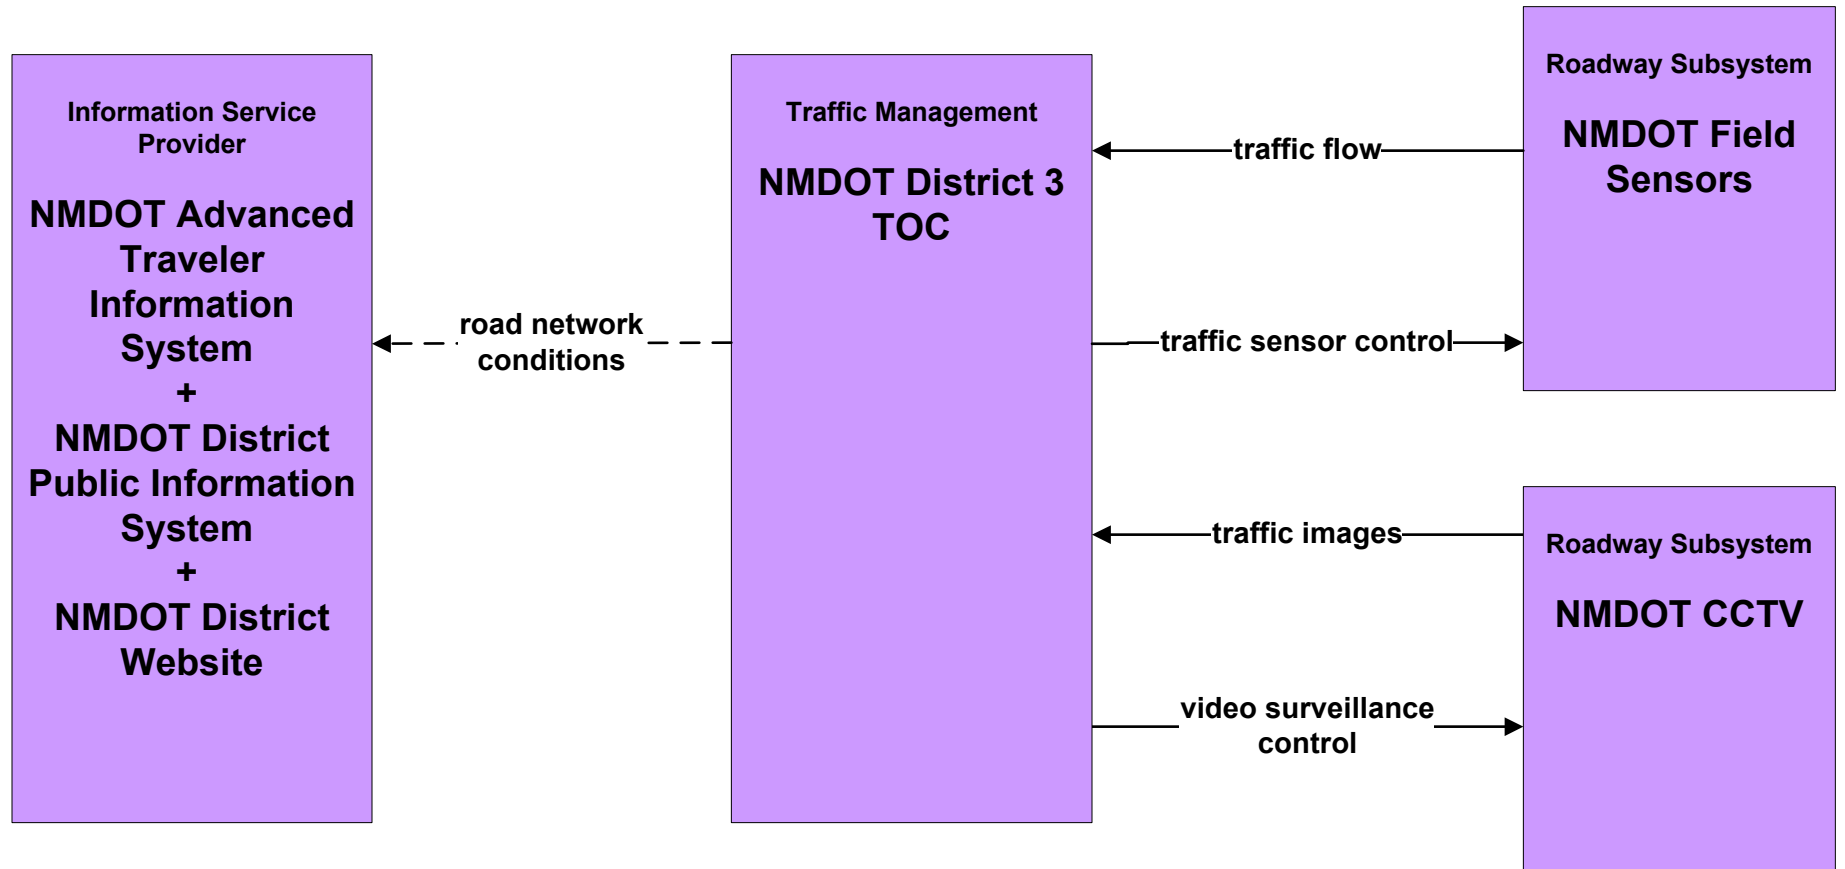 Information Service
Provider
NMDOT Advanced
Traveler
Information
System
+
NMDOT District
Public Information
System
+
NMDOT District
Website
road network
conditions
Traffic Management
NMDOT District 3
TOC
traffic flow
traffic sensor control
traffic images
video surveillance
control
Roadway Subsystem
NMDOT Field
Sensors
Roadway Subsystem
NMDOT CCTV